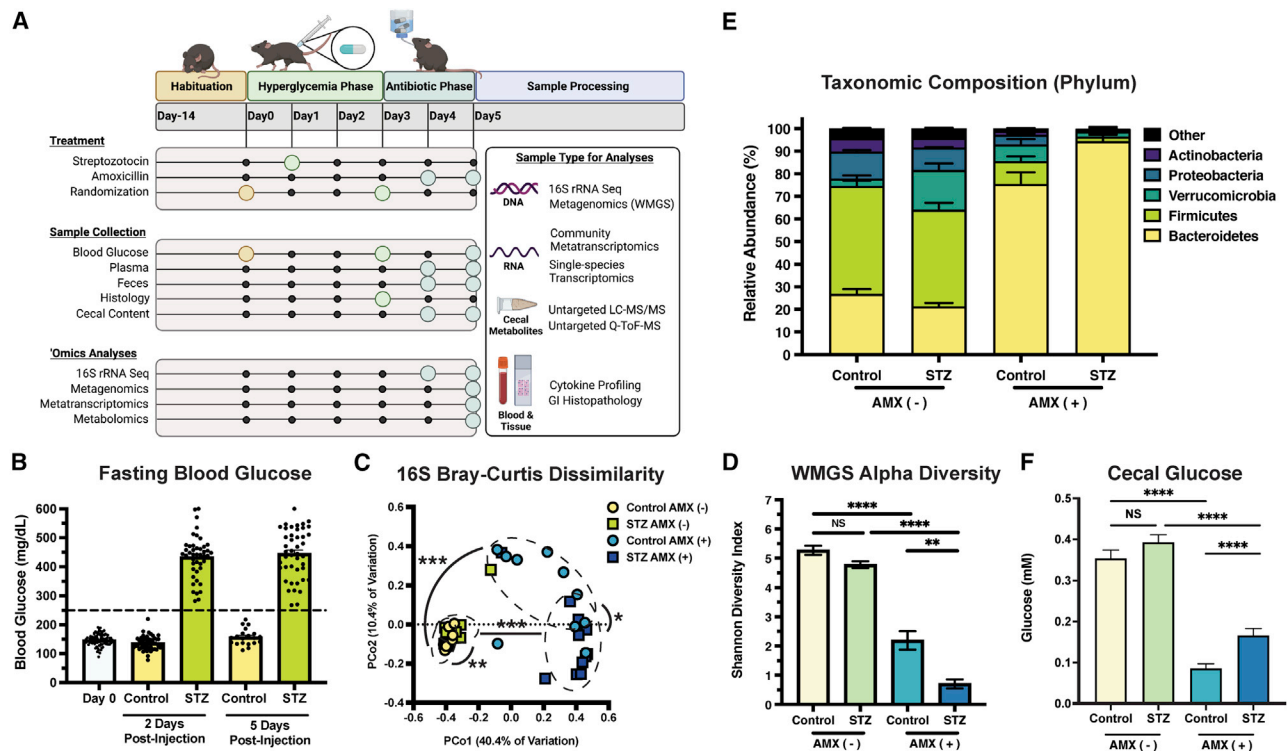 A
Habituation
Hyperglycemia Phase
Antibiotic Phase
Sample Processing
Day-14
Day0
Day1
Day2
Day3
Day4
Day5
Treatment
Streptozotocin
Amoxicillin
Randomization
Sample Collection
Blood Glucose
Plasma
Feces
Histology
Cecal Content
'Omics Analyses
16S rRNA Seq
Metagenomics
Metatranscriptomics
Metabolomics
Sample Type for Analyses
DNA
16S rRNA Seq
Metagenomics (WMGS)
RNA
Community
Metatranscriptomics
Single-species
Transcriptomics
Cecal
Metabolites
Untargeted LC-MS/MS
Untargeted Q-ToF-MS
Blood &
Tissue
Cytokine Profiling
GI Histopathology
E
Taxonomic Composition (Phylum)
Relative Abundance (%)
100
90
80
70
60
50
40
30
20
10
0
Control
STZ
Control
STZ
AMX ( - )
AMX ( + )
Other
Actinobacteria
Proteobacteria
Verrucomicrobia
Firmicutes
Bacteroidetes
B
Fasting Blood Glucose
Blood Glucose (mg/dL)
600
500
400
300
200
150
100
0
Day 0
Control
STZ
Control
STZ
2 Days
Post-Injection
5 Days
Post-Injection
C
16S Bray-Curtis Dissimilarity
Control AMX (-)
STZ AMX (-)
Control AMX (+)
STZ AMX (+)
PCo2 (10.4% of Variation)
0.6
0.4
0.2
0.0
-0.2
-0.4
***
***
**
*
-0.6
-0.4
-0.2
0.0
0.2
0.4
0.6
PCo1 (40.4% of Variation)
D
WMGS Alpha Diversity
Shannon Diversity Index
7
6
5
4
3
2
1
0
****
NS
****
**
Control
STZ
Control
STZ
AMX ( - )
AMX ( + )
F
Cecal Glucose
Glucose (mM)
0.5
0.4
0.3
0.2
0.1
0.0
****
NS
****
****
Control
STZ
Control
STZ
AMX ( - )
AMX ( + )